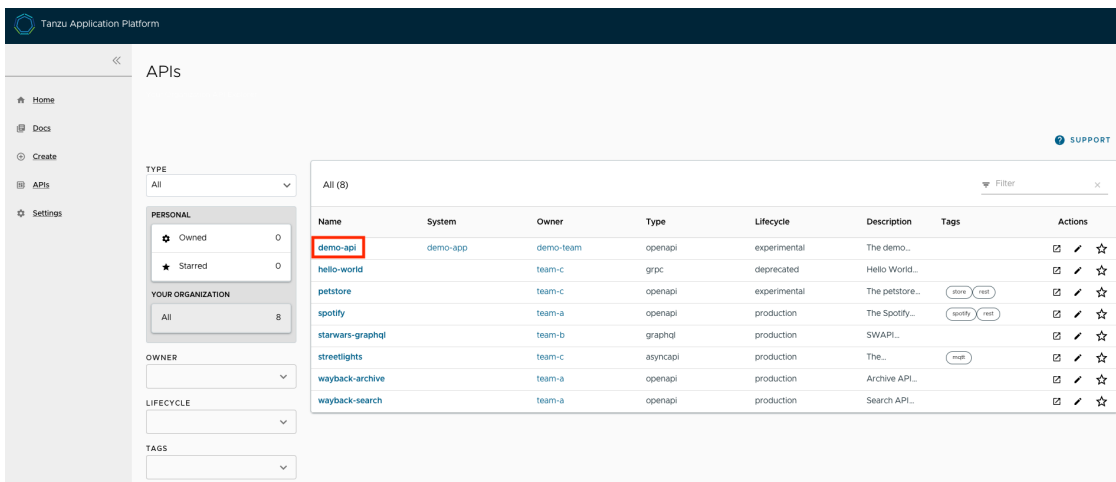 Tanzu Application Platform
APIs
Home
Docs
Create
APIs
Settings
SUPPORT
TYPE
All
PERSONAL
Owned 0
Starred 0
YOUR ORGANIZATION
All 8
OWNER
LIFECYCLE
TAGS
All (8)
Filter
Name System Owner Type Lifecycle Description Tags Actions
demo-api demo-app demo-team openapi experimental The demo...
hello-world team-c grpc deprecated Hello World...
petstore team-c openapi experimental The petstore... store rest
spotify team-a openapi production The Spotify... spotify rest
starwars-graphql team-b graphql production SWAPI...
streetlights team-c asyncapi production The... mqtt
wayback-archive team-a openapi production Archive API...
wayback-search team-a openapi production Search API...